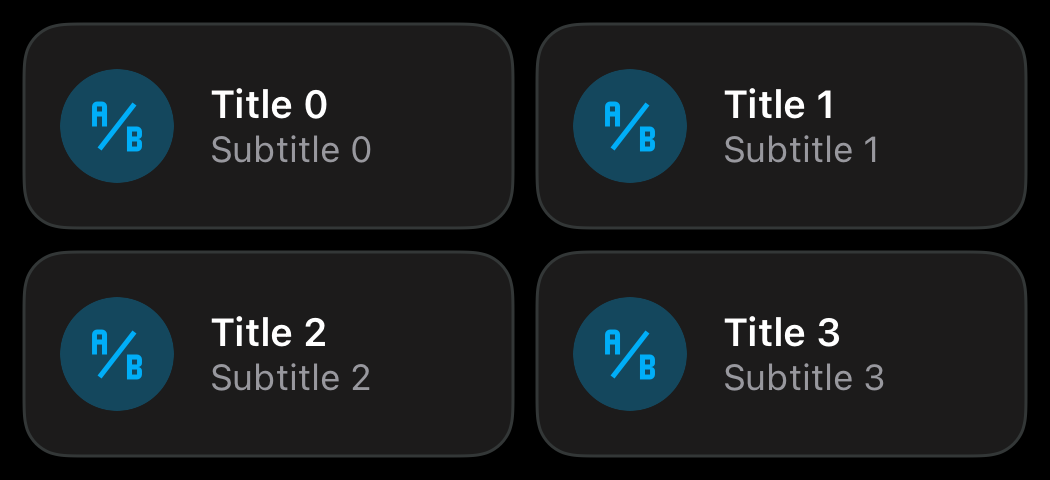 A/B
Title 0
Subtitle 0
A/B
Title 1
Subtitle 1
A/B
Title 2
Subtitle 2
A/B
Title 3
Subtitle 3